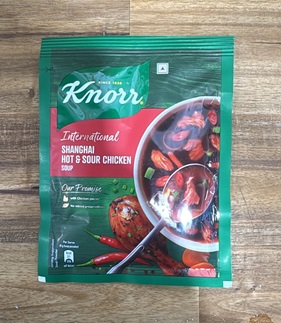 SINCE 1838
Knorr
International
SHANGHAI
HOT & SOUR CHICKEN
SOUP
Our Promise